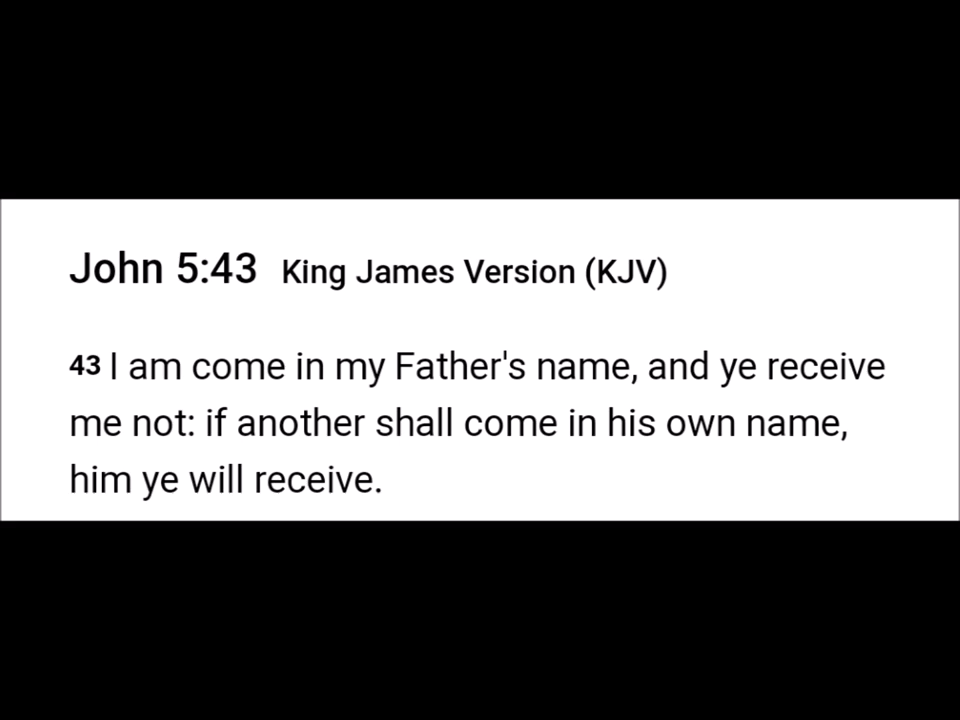 John 5:43 King James Version (KJV)
43 I am come in my Father's name, and ye receive
me not: if another shall come in his own name,
him ye will receive.